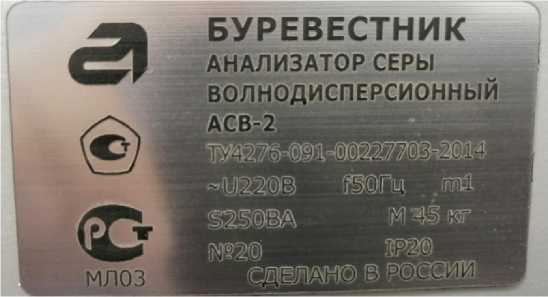 БУРЕВЕСТНИК
АНАЛИЗАТОР СЕРЫ
ВОЛНОДИСПЕРСИОННЫЙ
АСВ-2
ТУ4276-091-00227703-2014
~U220В f50Гц m1
S250ВА М 45 кг
№20 IP20
МЛ03 СДЕЛАНО В РОССИИ